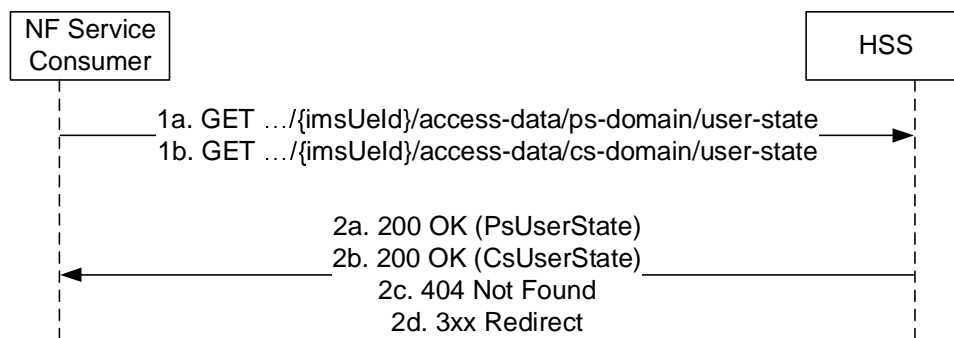 NF Service
Consumer
HSS
1a. GET …/{imsUeId}/access-data/ps-domain/user-state
1b. GET …/{imsUeId}/access-data/cs-domain/user-state
2a. 200 OK (PsUserState)
2b. 200 OK (CsUserState)
2c. 404 Not Found
2d. 3xx Redirect